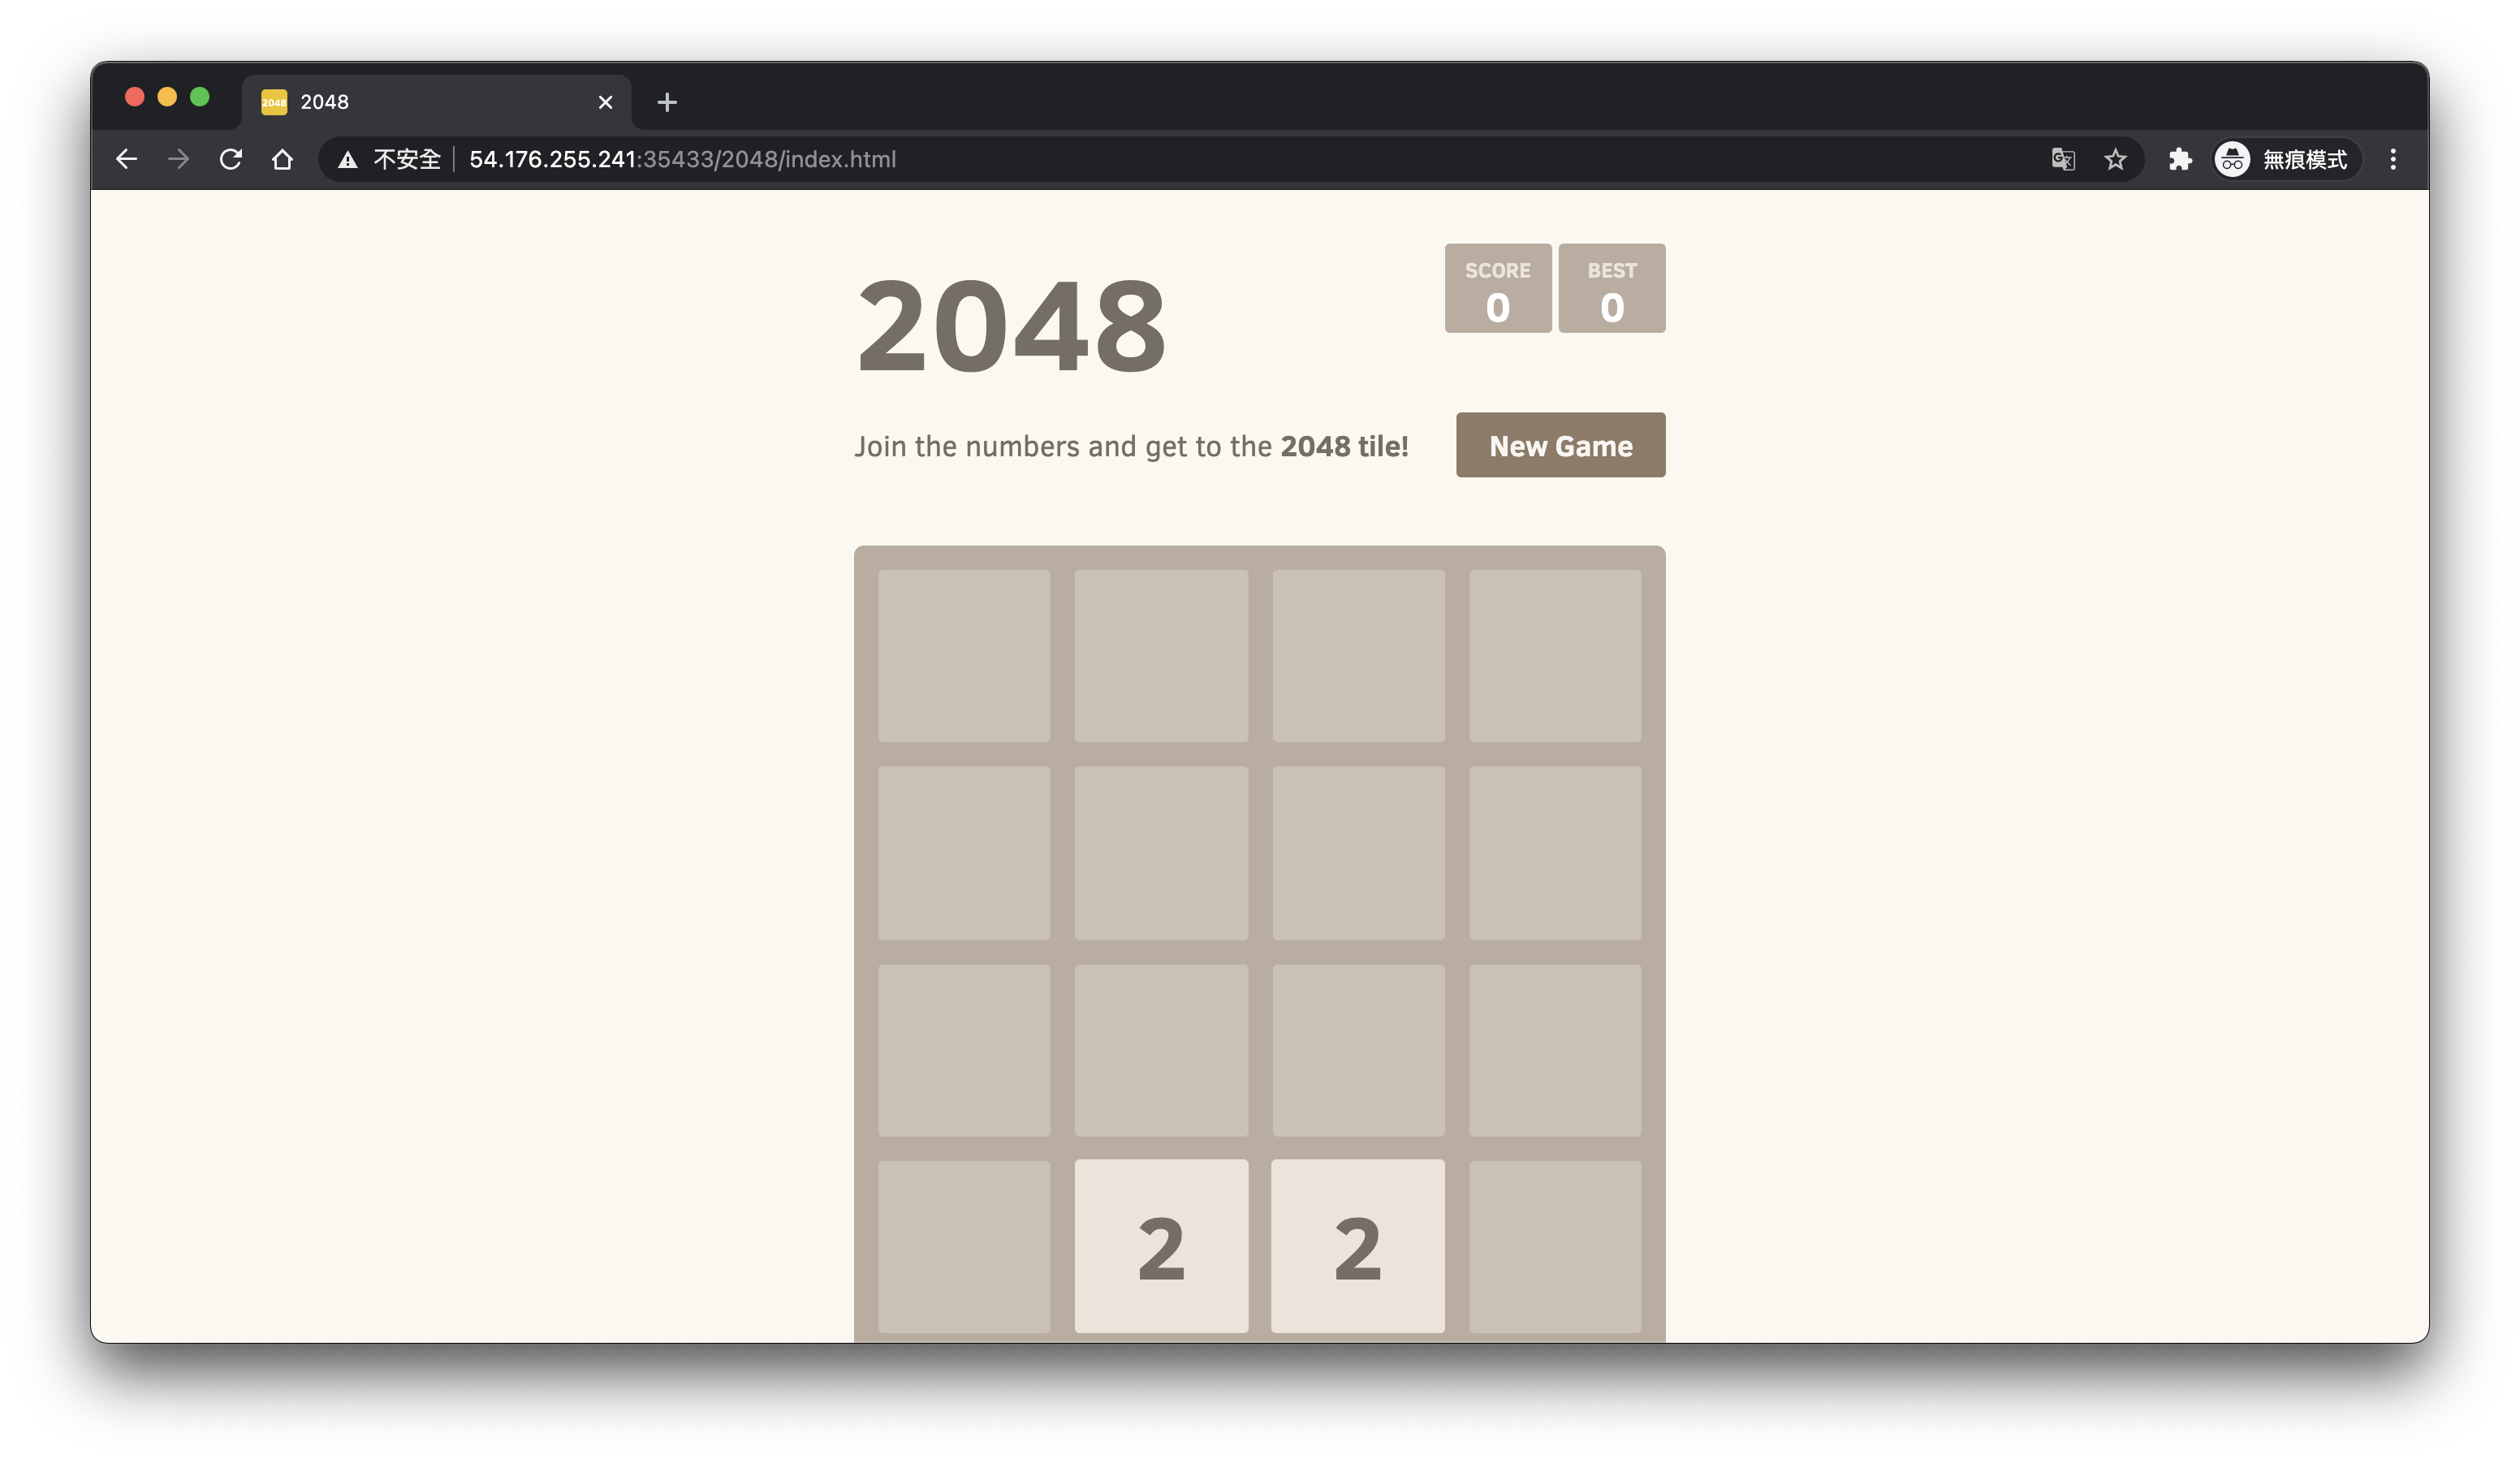 2048 2048
不安全 54.176.255.241:35433/2048/index.html 無痕模式
2048
SCORE BEST
0 0
Join the numbers and get to the 2048 tile! New Game
2 2